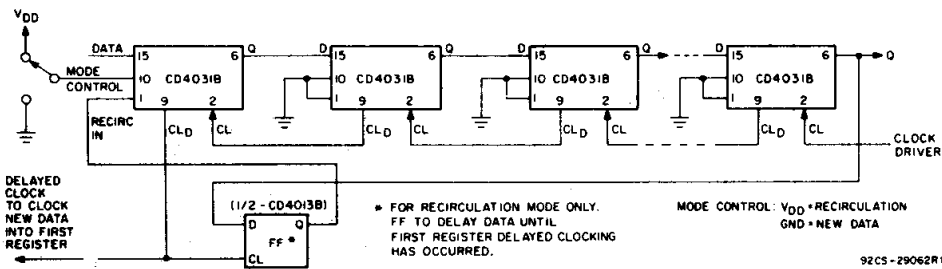 VDD
DATA
MODE
CONTROL
RECIRC
IN
15
6
10
CD4031B
1
9
2
Q
CLD
CL
D
15
6
10
CD4031B
1
9
2
Q
CLD
CL
D
15
6
10
CD4031B
1
9
2
Q
CLD
CL
D
15
6
10
CD4031B
1
9
2
Q
CLD
CL
CLOCK
DRIVER
DELAYED
CLOCK
TO CLOCK
NEW DATA
INTO FIRST
REGISTER
(1/2 - CD4013B)
D Q
FF *
CL
* FOR RECIRCULATION MODE ONLY.
FF TO DELAY DATA UNTIL
FIRST REGISTER DELAYED CLOCKING
HAS OCCURRED.
MODE CONTROL: VDD = RECIRCULATION
GND = NEW DATA
92CS-29062R1